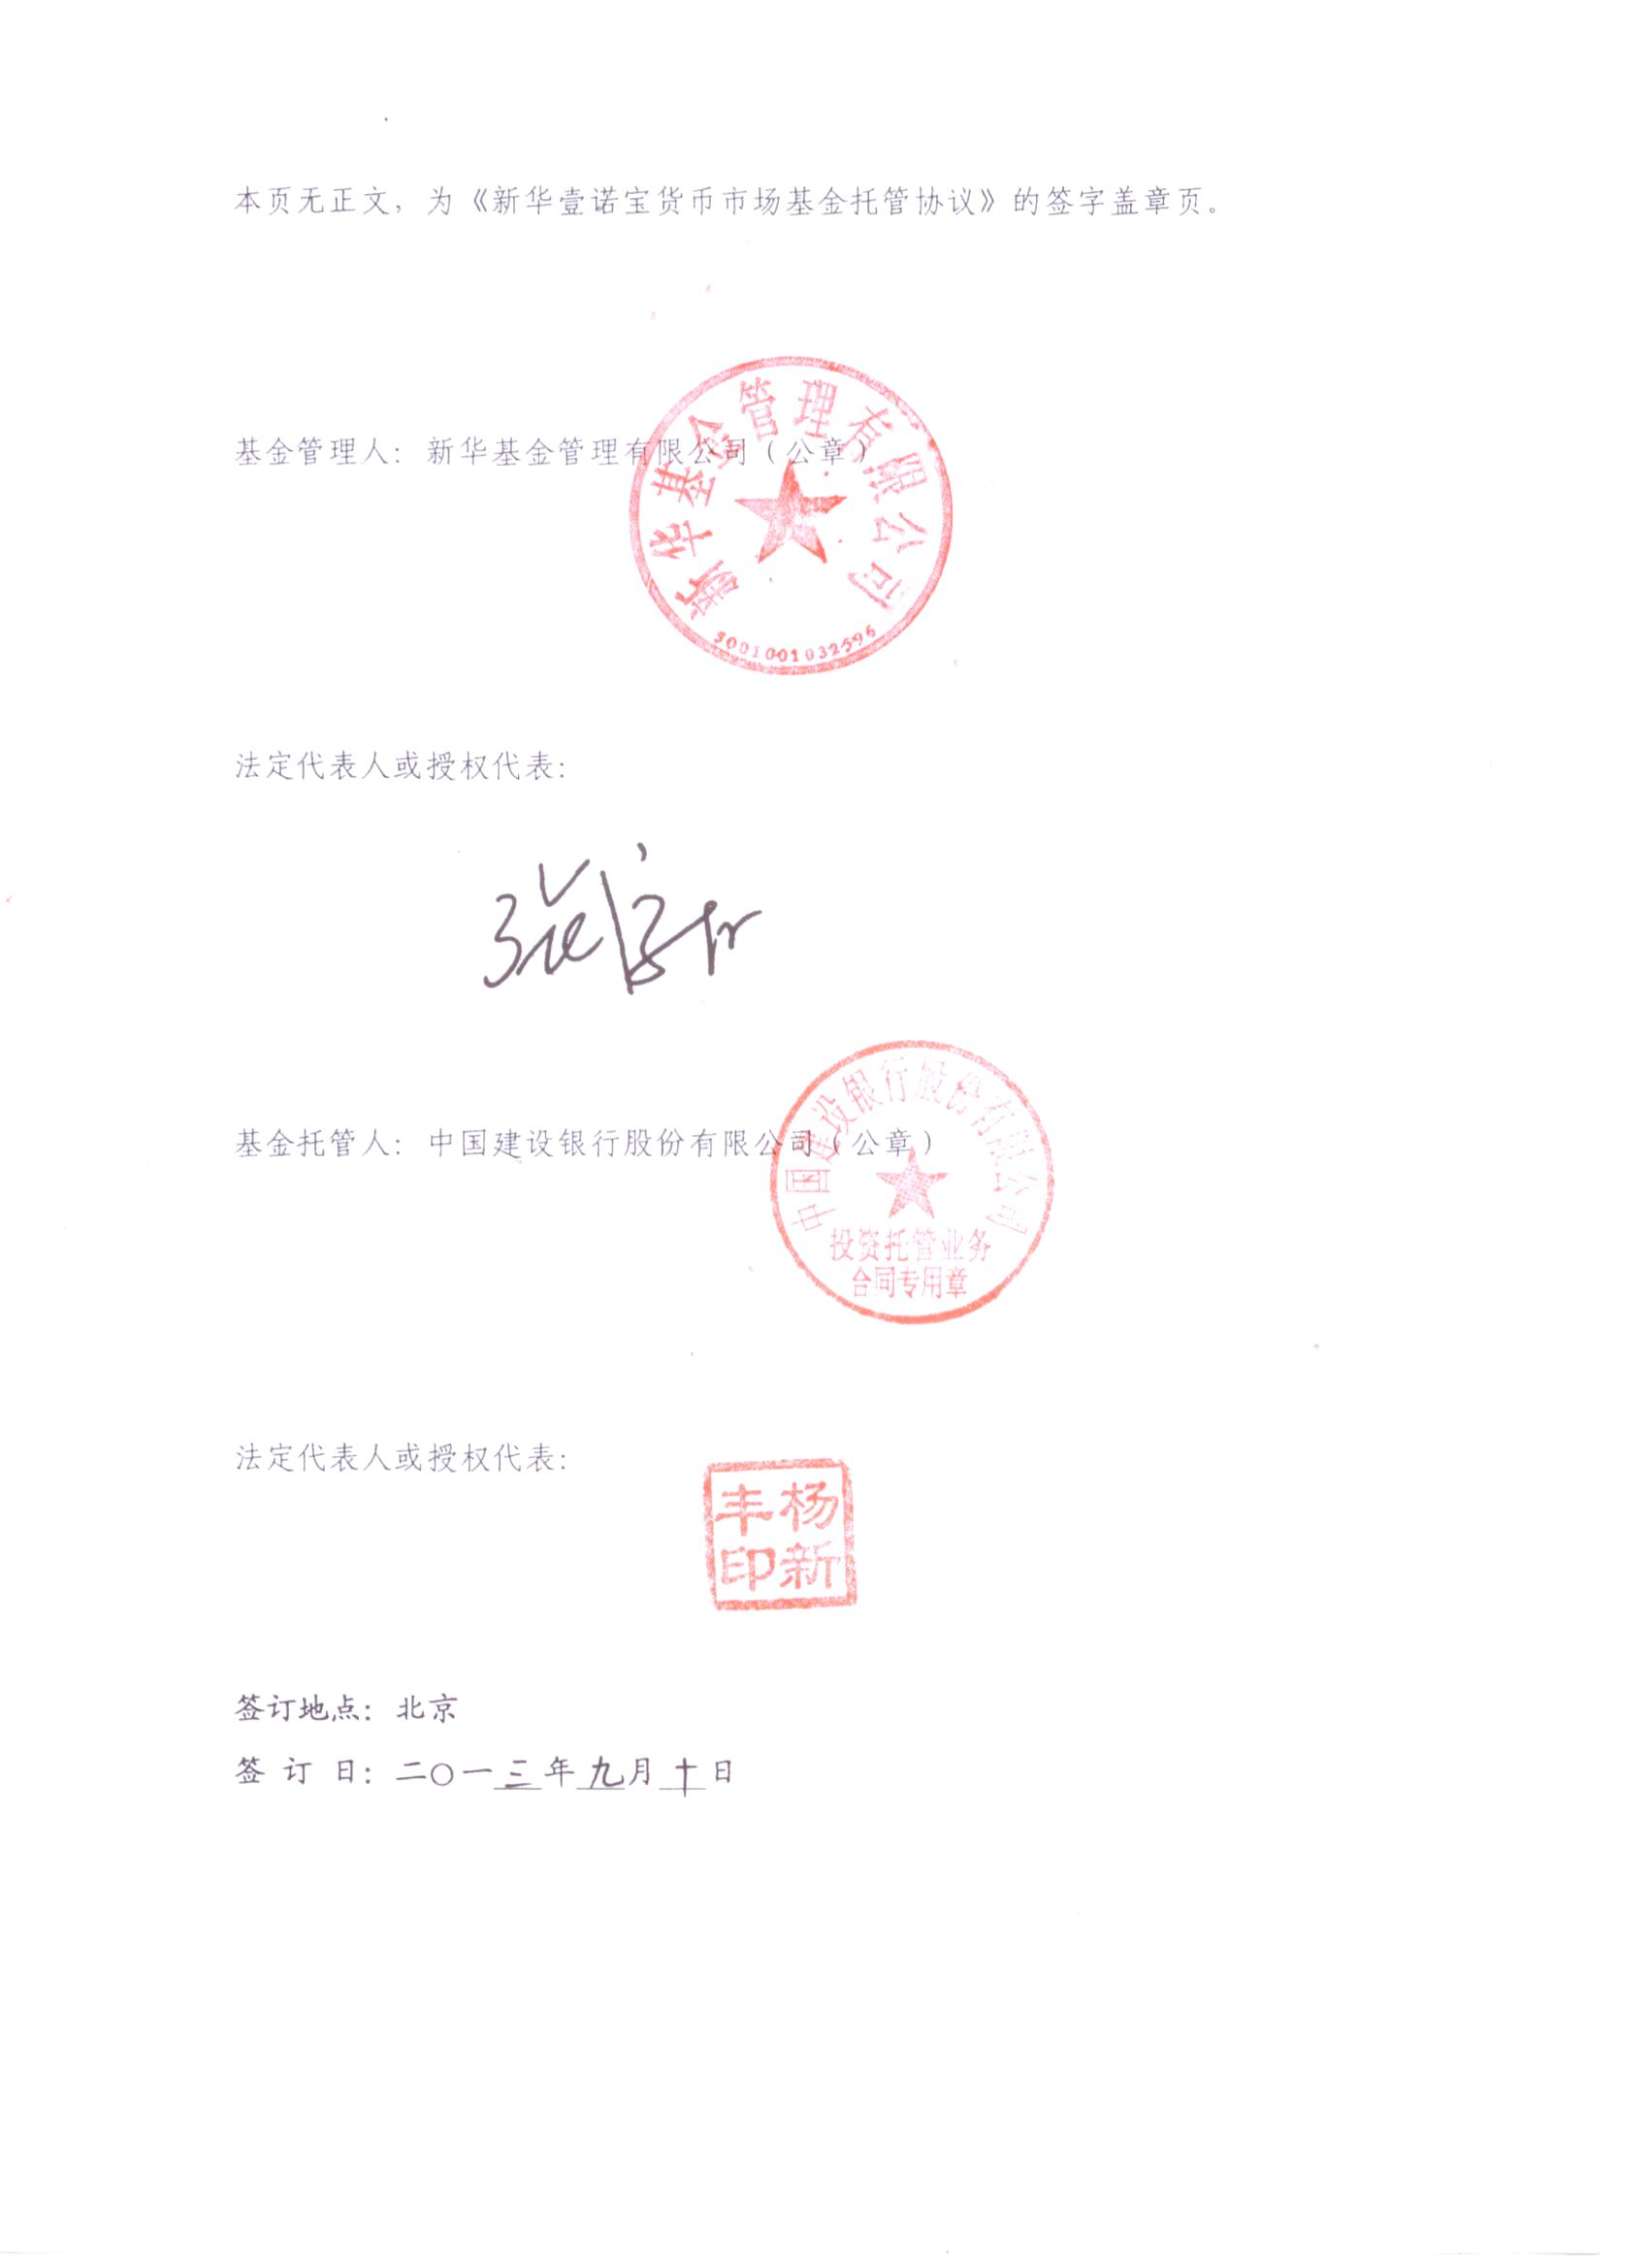 本页无正文，为《新华壹诺宝货币市场基金托管协议》的签字盖章页。
基金管理人：新华基金管理有限公司（公章）
新华基金管理有限公司
5001001032596
法定代表人或授权代表：
基金托管人：中国建设银行股份有限公司（公章）
中国建设银行股份有限公司
投资托管业务
合同专用章
法定代表人或授权代表：
杨新
丰印
签订地点：北京
签 订 日：二〇一三年九月十日